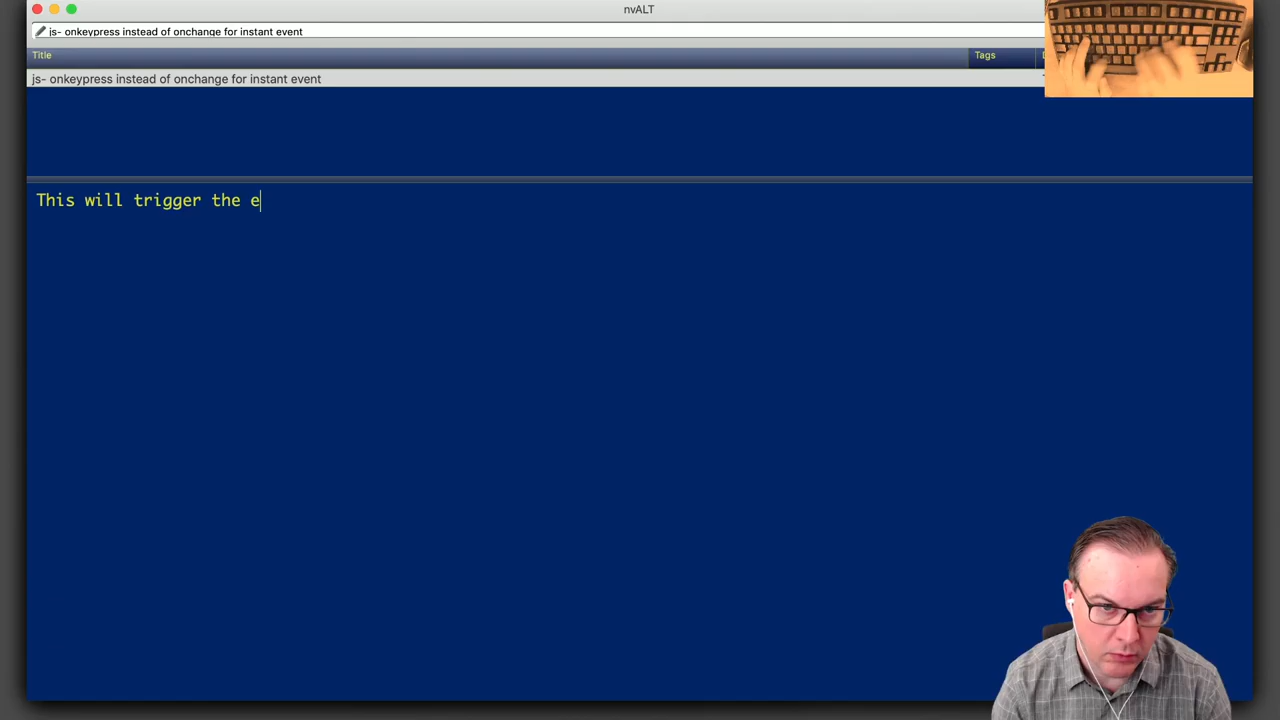 nvALT
js- onkeypress instead of onchange for instant event
Title
Tags
js- onkeypress instead of onchange for instant event
This will trigger the e